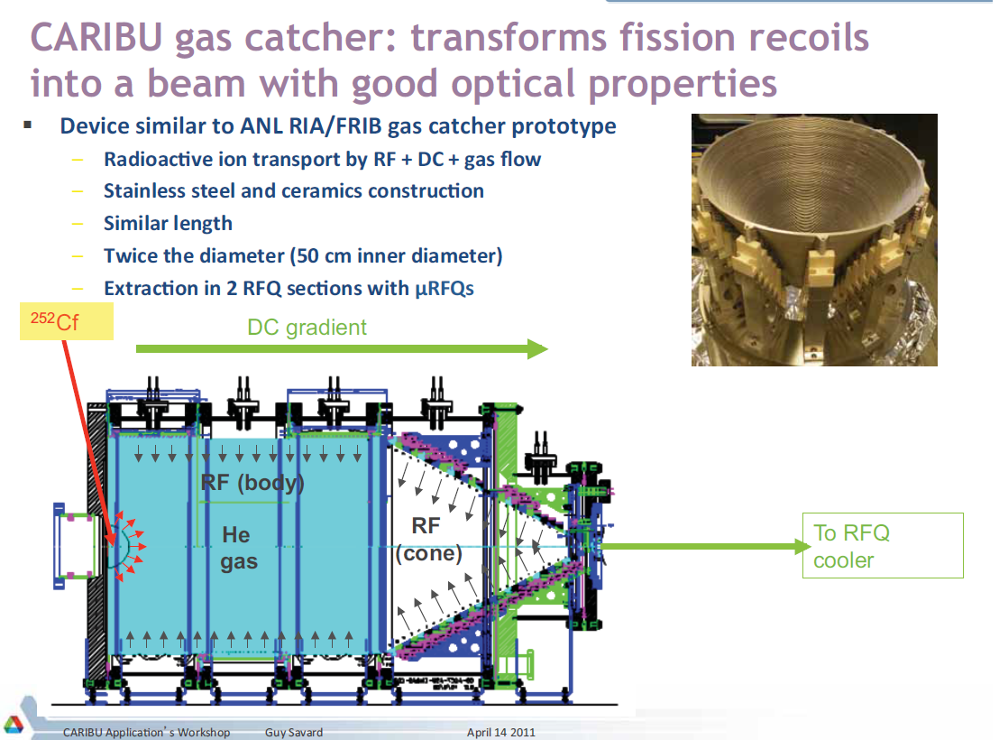 CARIBU gas catcher: transforms fission recoils
into a beam with good optical properties
▪ Device similar to ANL RIA/FRIB gas catcher prototype
– Radioactive ion transport by RF + DC + gas flow
– Stainless steel and ceramics construction
– Similar length
– Twice the diameter (50 cm inner diameter)
– Extraction in 2 RFQ sections with µRFQs
²⁵²Cf
DC gradient
RF (body)
He
gas
RF
(cone)
To RFQ
cooler
CARIBU Application's Workshop Guy Savard April 14 2011